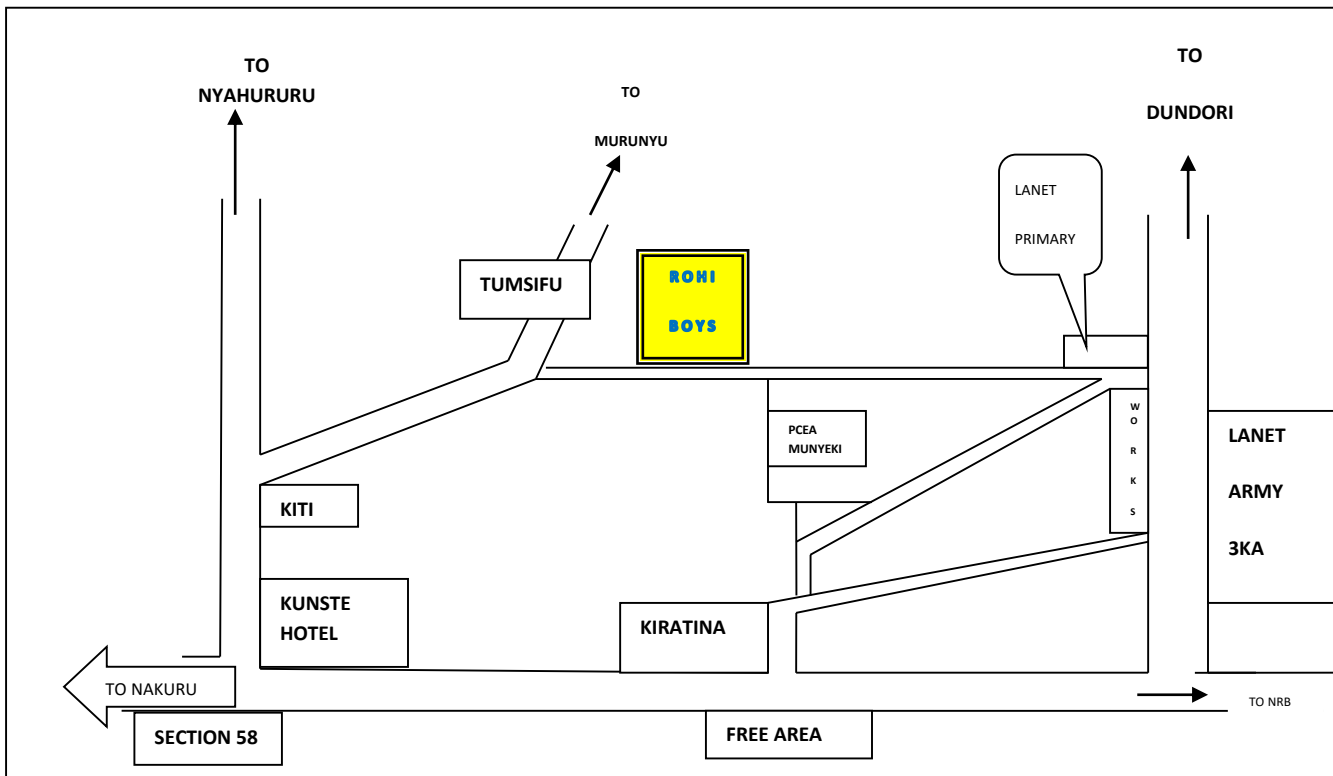 TO
NYAHURURU
TO
MURUNYU
TO
DUNDORI
LANET
PRIMARY
TUMSIFU
ROHI
BOYS
PCEA
MUNYEKI
W
O
R
K
S
LANET
ARMY
3KA
KITI
KUNSTE
HOTEL
KIRATINA
TO NAKURU
TO NRB
SECTION 58
FREE AREA